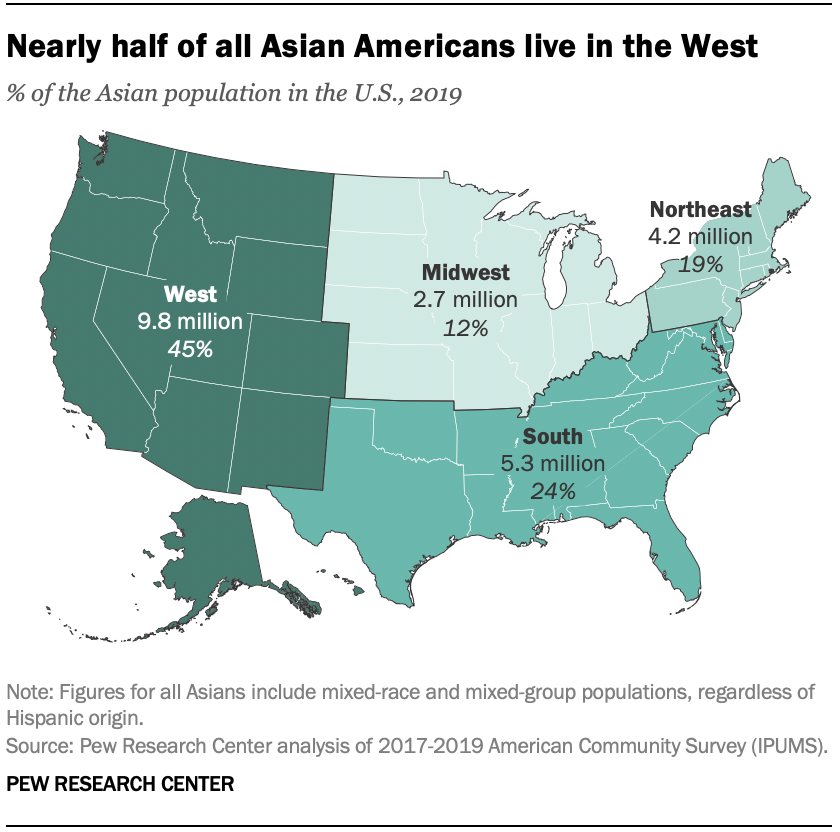 Nearly half of all Asian Americans live in the West
% of the Asian population in the U.S., 2019
Northeast
4.2 million
19%
Midwest
2.7 million
12%
West
9.8 million
45%
South
5.3 million
24%
Note: Figures for all Asians include mixed-race and mixed-group populations, regardless of
Hispanic origin.
Source: Pew Research Center analysis of 2017-2019 American Community Survey (IPUMS).
PEW RESEARCH CENTER